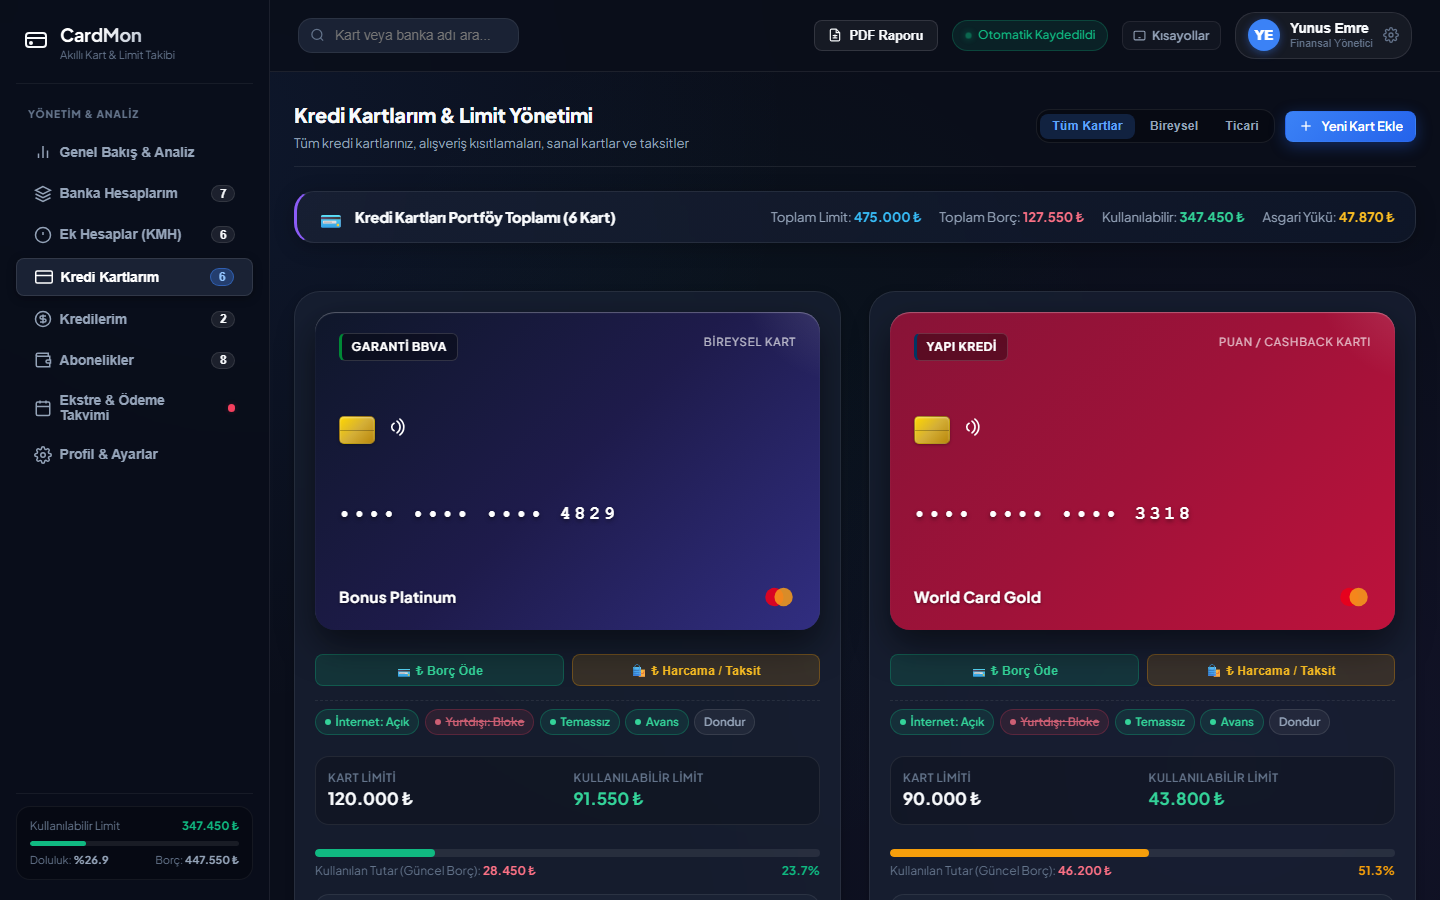 CardMon
Akıllı Kart & Limit Takibi
YÖNETİM & ANALİZ
Genel Bakış & Analiz
Banka Hesaplarım 7
Ek Hesaplar (KMH) 6
Kredi Kartlarım 6
Kredilerim 2
Abonelikler 8
Ekstre & Ödeme
Takvimi
Profil & Ayarlar
Kullanılabilir Limit 347.450 ₺
Doluluk: %26.9 Borç: 447.550 ₺
Kart veya banka adı ara...
PDF Raporu
Otomatik Kaydedildi
Kısayollar
YE
Yunus Emre
Finansal Yönetici
Kredi Kartlarım & Limit Yönetimi
Tüm kredi kartlarınız, alışveriş kısıtlamaları, sanal kartlar ve taksitler
Tüm Kartlar Bireysel Ticari
+ Yeni Kart Ekle
Kredi Kartları Portföy Toplamı (6 Kart)
Toplam Limit: 475.000 ₺ Toplam Borç: 127.550 ₺ Kullanılabilir: 347.450 ₺ Asgari Yükü: 47.870 ₺
GARANTİ BBVA
BİREYSEL KART
•••• •••• •••• 4829
Bonus Platinum
₺ Borç Öde
₺ Harcama / Taksit
İnternet: Açık Yurtdışı: Bloke Temassız Avans Dondur
KART LİMİTİ KULLANILABİLİR LİMİT
120.000 ₺ 91.550 ₺
Kullanılan Tutar (Güncel Borç): 28.450 ₺ 23.7%
YAPI KREDİ
PUAN / CASHBACK KARTI
•••• •••• •••• 3318
World Card Gold
₺ Borç Öde
₺ Harcama / Taksit
İnternet: Açık Yurtdışı: Bloke Temassız Avans Dondur
KART LİMİTİ KULLANILABİLİR LİMİT
90.000 ₺ 43.800 ₺
Kullanılan Tutar (Güncel Borç): 46.200 ₺ 51.3%